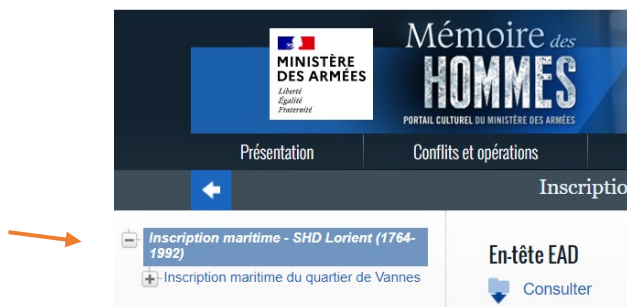 Mémoire des
HOMMES
PORTAIL CULTUREL DU MINISTÈRE DES ARMÉES
MINISTÈRE
DES ARMÉES
Liberté
Égalité
Fraternité
Présentation
Conflits et opérations
Inscriptio
Inscription maritime - SHD Lorient (1764-
1992)
Inscription maritime du quartier de Vannes
En-tête EAD
Consulter